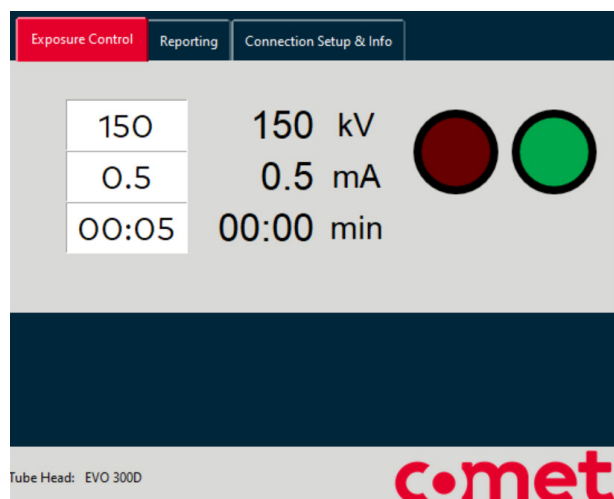 Exposure Control Reporting Connection Setup & Info
150 150 kV
0.5 0.5 mA
00:05 00:00 min
Tube Head: EVO 300D
comet